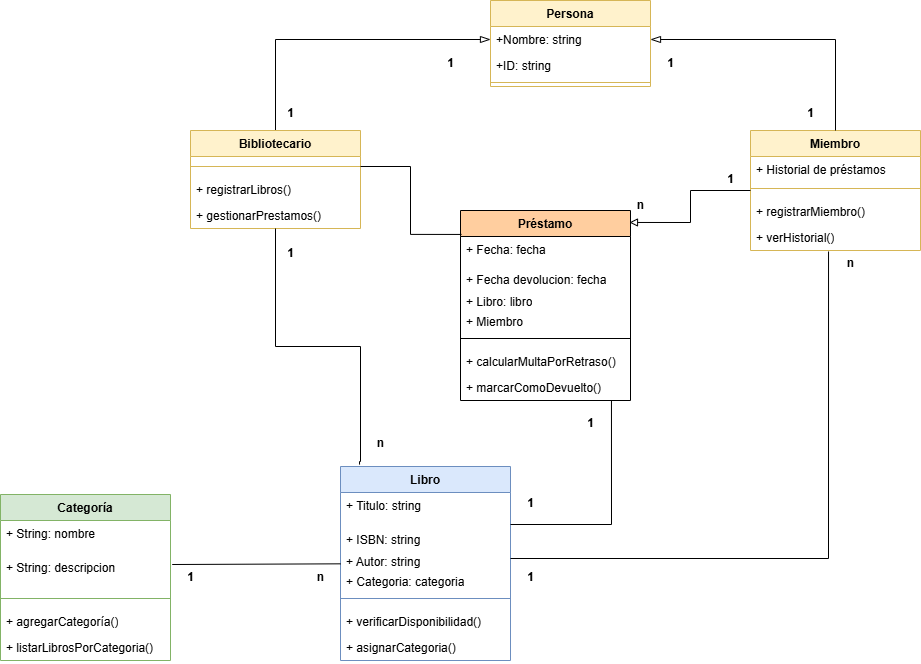 Persona
+Nombre: string
+ID: string
1
1
1
1
Bibliotecario
+ registrarLibros()
+ gestionarPrestamos()
Miembro
+ Historial de préstamos
+ registrarMiembro()
+ verHistorial()
1
n
Préstamo
+ Fecha: fecha
+ Fecha devolucion: fecha
+ Libro: libro
+ Miembro
+ calcularMultaPorRetraso()
+ marcarComoDevuelto()
1
n
1
n
Libro
+ Titulo: string
+ ISBN: string
+ Autor: string
+ Categoria: categoria
+ verificarDisponibilidad()
+ asignarCategoria()
1
1
Categoría
+ String: nombre
+ String: descripcion
+ agregarCategoría()
+ listarLibrosPorCategoria()
1
n